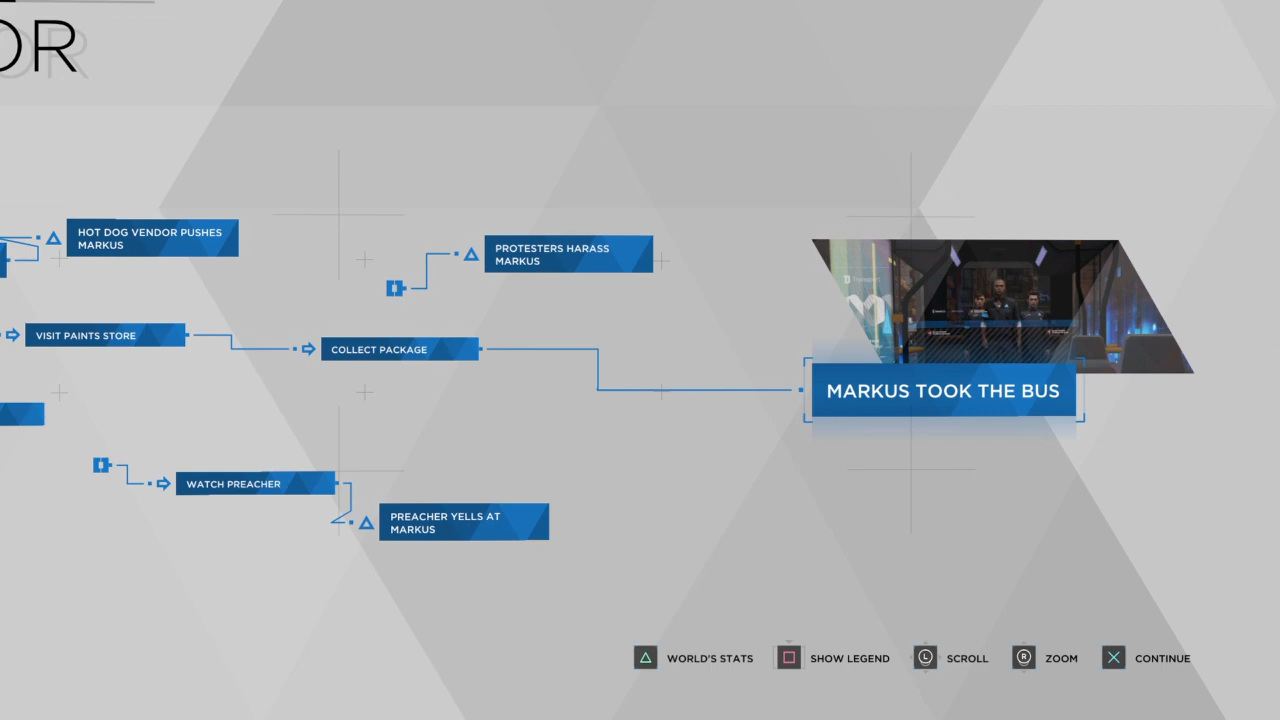 OR
HOT DOG VENDOR PUSHES
MARKUS
PROTESTERS HARASS
MARKUS
VISIT PAINTS STORE
COLLECT PACKAGE
MARKUS TOOK THE BUS
WATCH PREACHER
PREACHER YELLS AT
MARKUS
WORLD'S STATS
SHOW LEGEND
L
SCROLL
R
ZOOM
CONTINUE